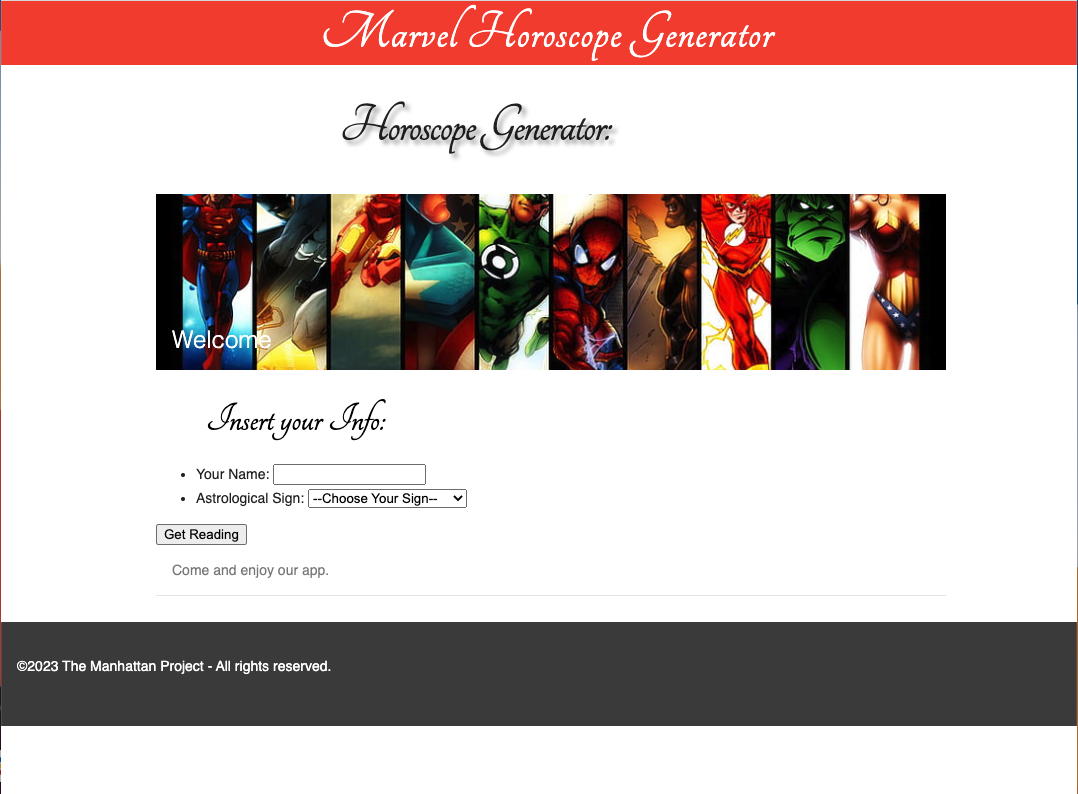 Marvel Horoscope Generator
Horoscope Generator:
Welcome
Insert your Info:
Your Name:
Astrological Sign: --Choose Your Sign--
Get Reading
Come and enjoy our app.
©2023 The Manhattan Project - All rights reserved.